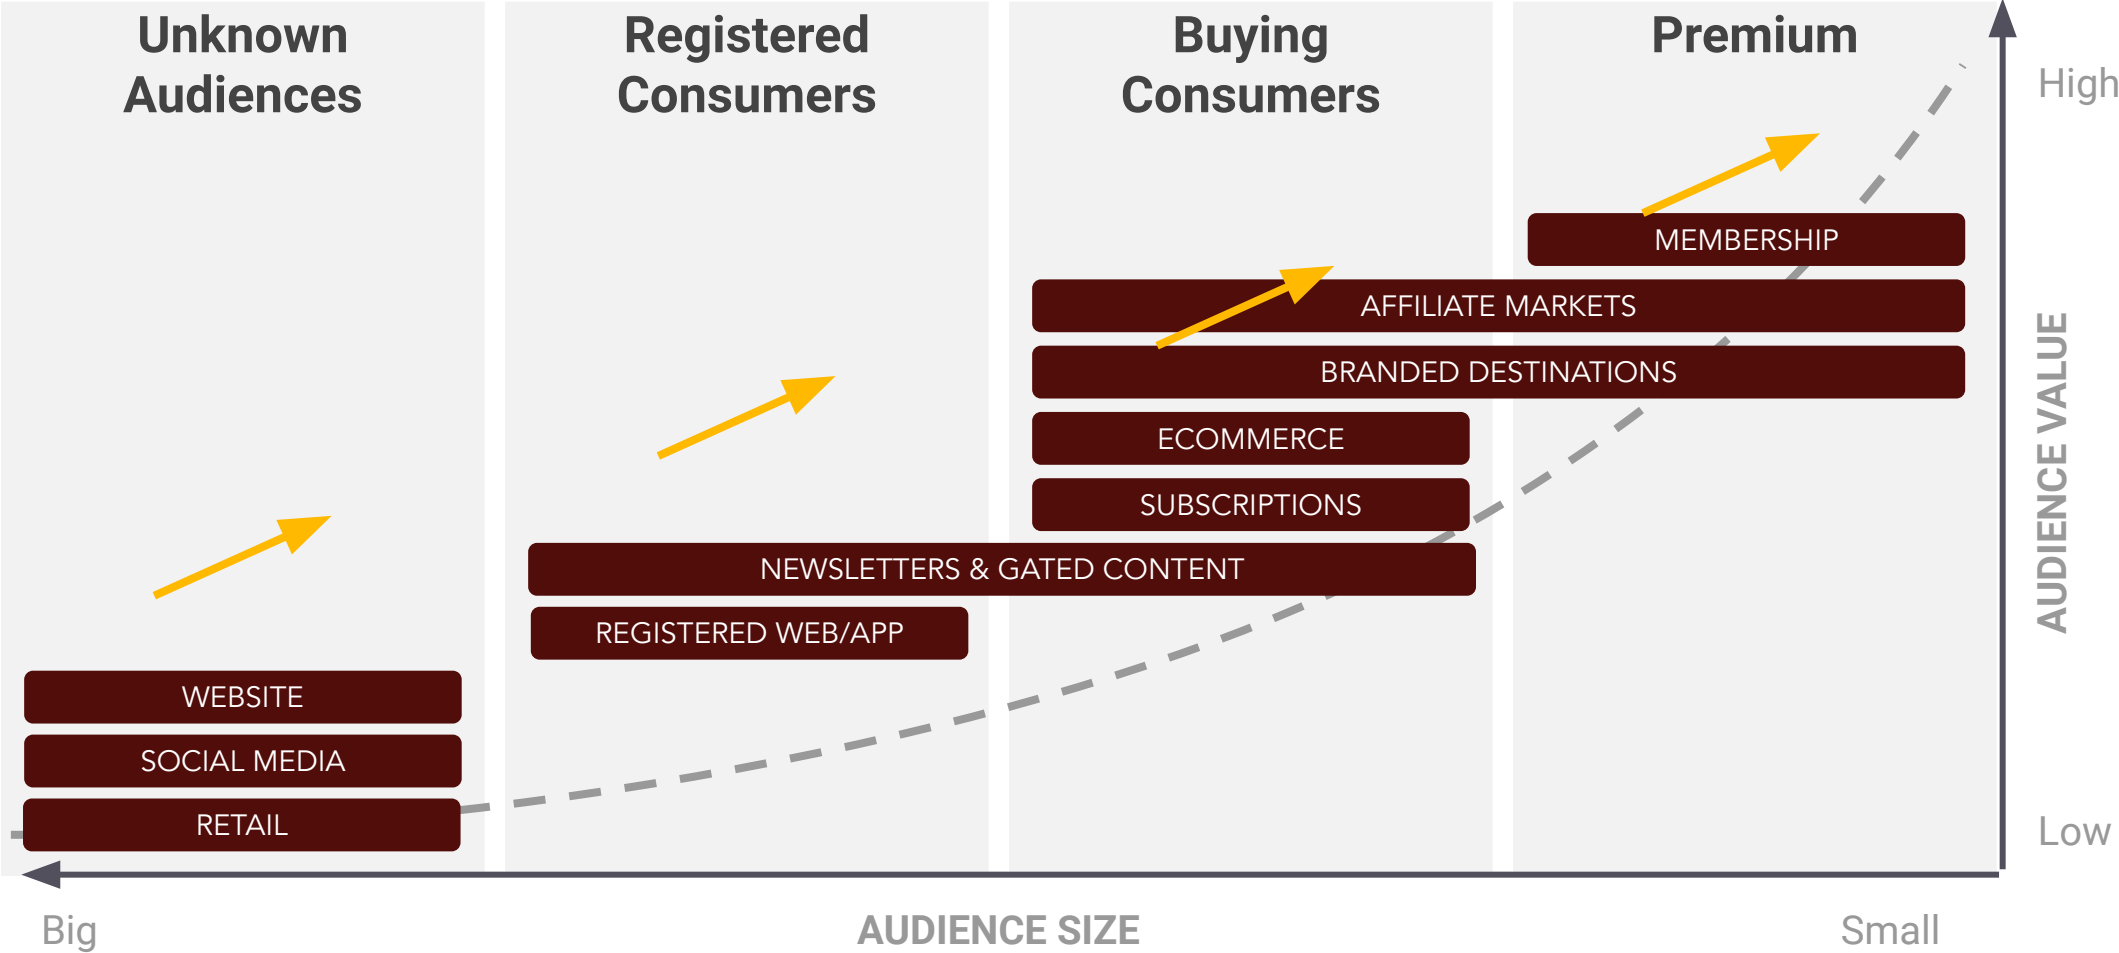 Unknown
Audiences
Registered
Consumers
Buying
Consumers
Premium
High
MEMBERSHIP
AFFILIATE MARKETS
BRANDED DESTINATIONS
ECOMMERCE
SUBSCRIPTIONS
NEWSLETTERS & GATED CONTENT
REGISTERED WEB/APP
WEBSITE
SOCIAL MEDIA
RETAIL
AUDIENCE VALUE
Low
Big
AUDIENCE SIZE
Small